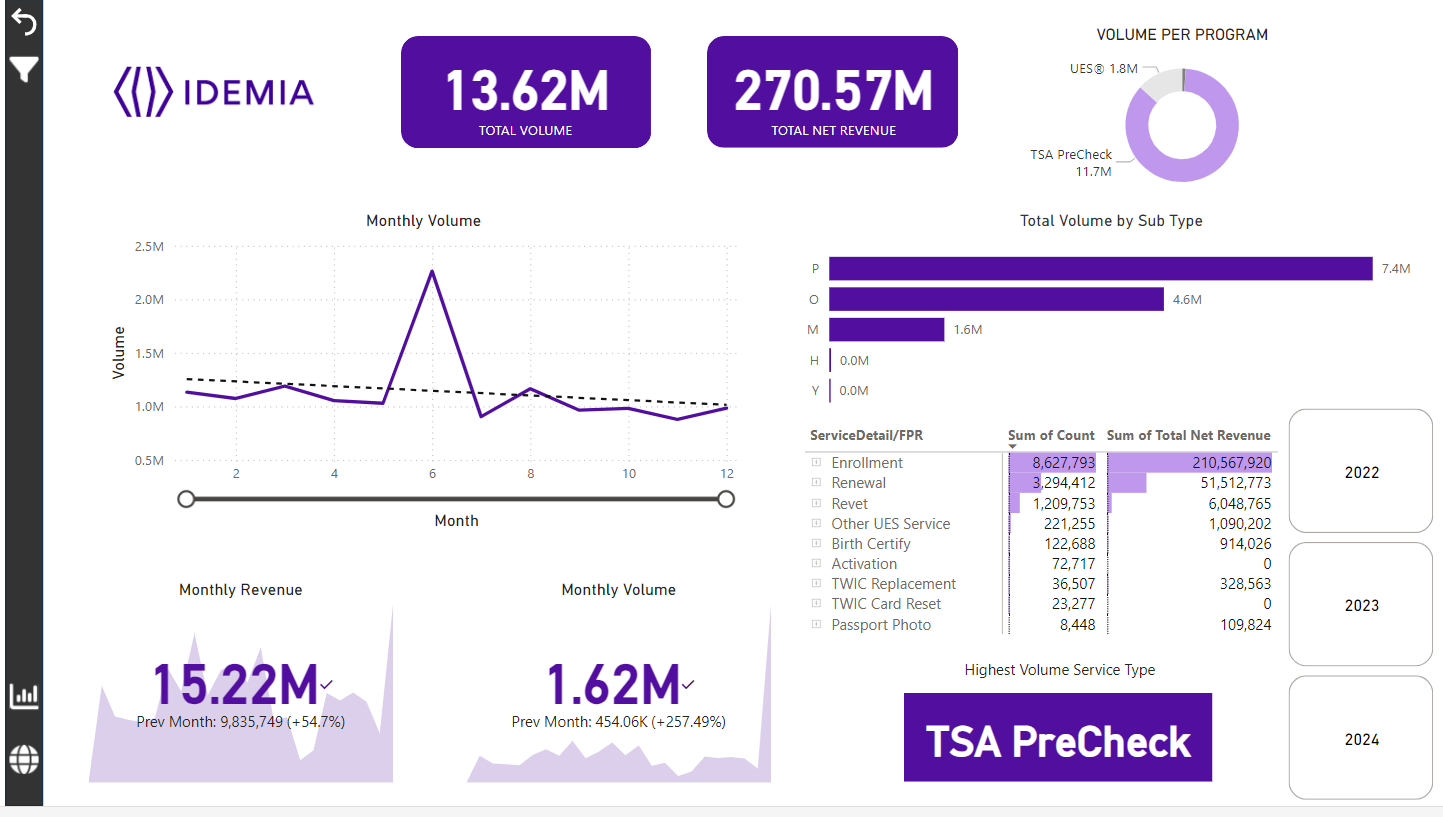 IDEMIA
13.62M
TOTAL VOLUME
270.57M
TOTAL NET REVENUE
VOLUME PER PROGRAM
UES® 1.8M
TSA PreCheck
11.7M
Monthly Volume
Volume
2.5M
2.0M
1.5M
1.0M
0.5M
2 4 6 8 10 12
Month
Total Volume by Sub Type
P 7.4M
O 4.6M
M 1.6M
H 0.0M
Y 0.0M
ServiceDetail/FPR Sum of Count Sum of Total Net Revenue
Enrollment 8,627,793 210,567,920
Renewal 3,294,412 51,512,773
Revet 1,209,753 6,048,765
Other UES Service 221,255 1,090,202
Birth Certify 122,688 914,026
Activation 72,717 0
TWIC Replacement 36,507 328,563
TWIC Card Reset 23,277 0
Passport Photo 8,448 109,824
2022
2023
2024
Monthly Revenue
15.22M
Prev Month: 9,835,749 (+54.7%)
Monthly Volume
1.62M
Prev Month: 454.06K (+257.49%)
Highest Volume Service Type
TSA PreCheck